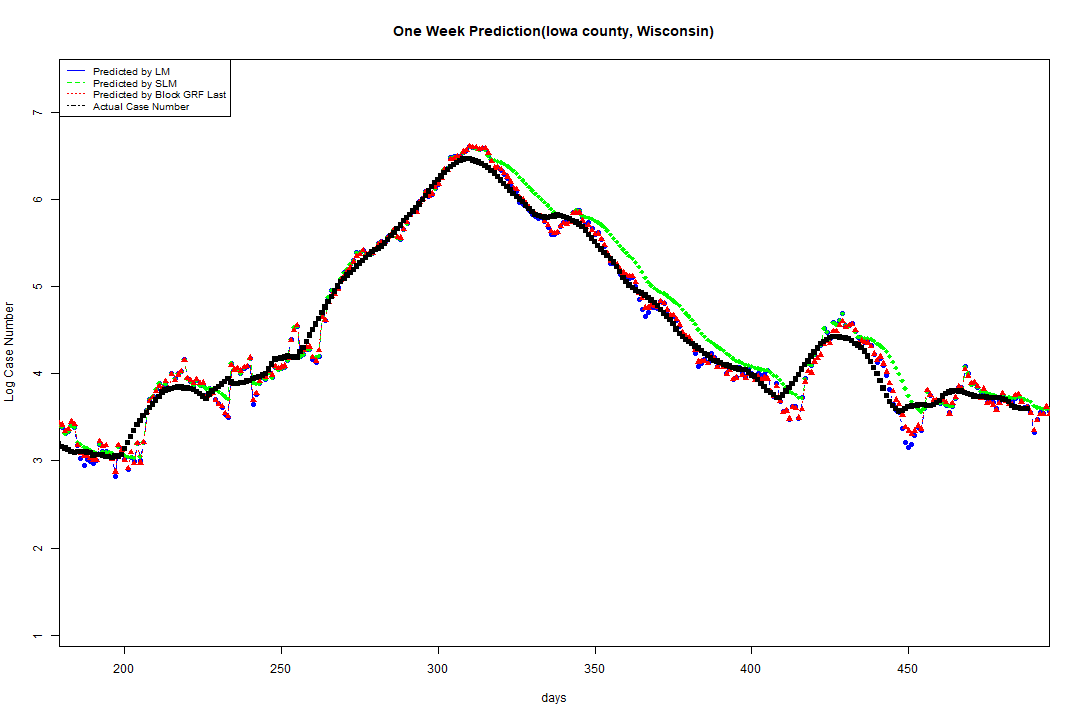 One Week Prediction(Iowa county, Wisconsin)
Predicted by LM
Predicted by SLM
Predicted by Block GRF Last
Actual Case Number
7
6
5
4
3
2
1
Log Case Number
200 250 300 350 400 450
days